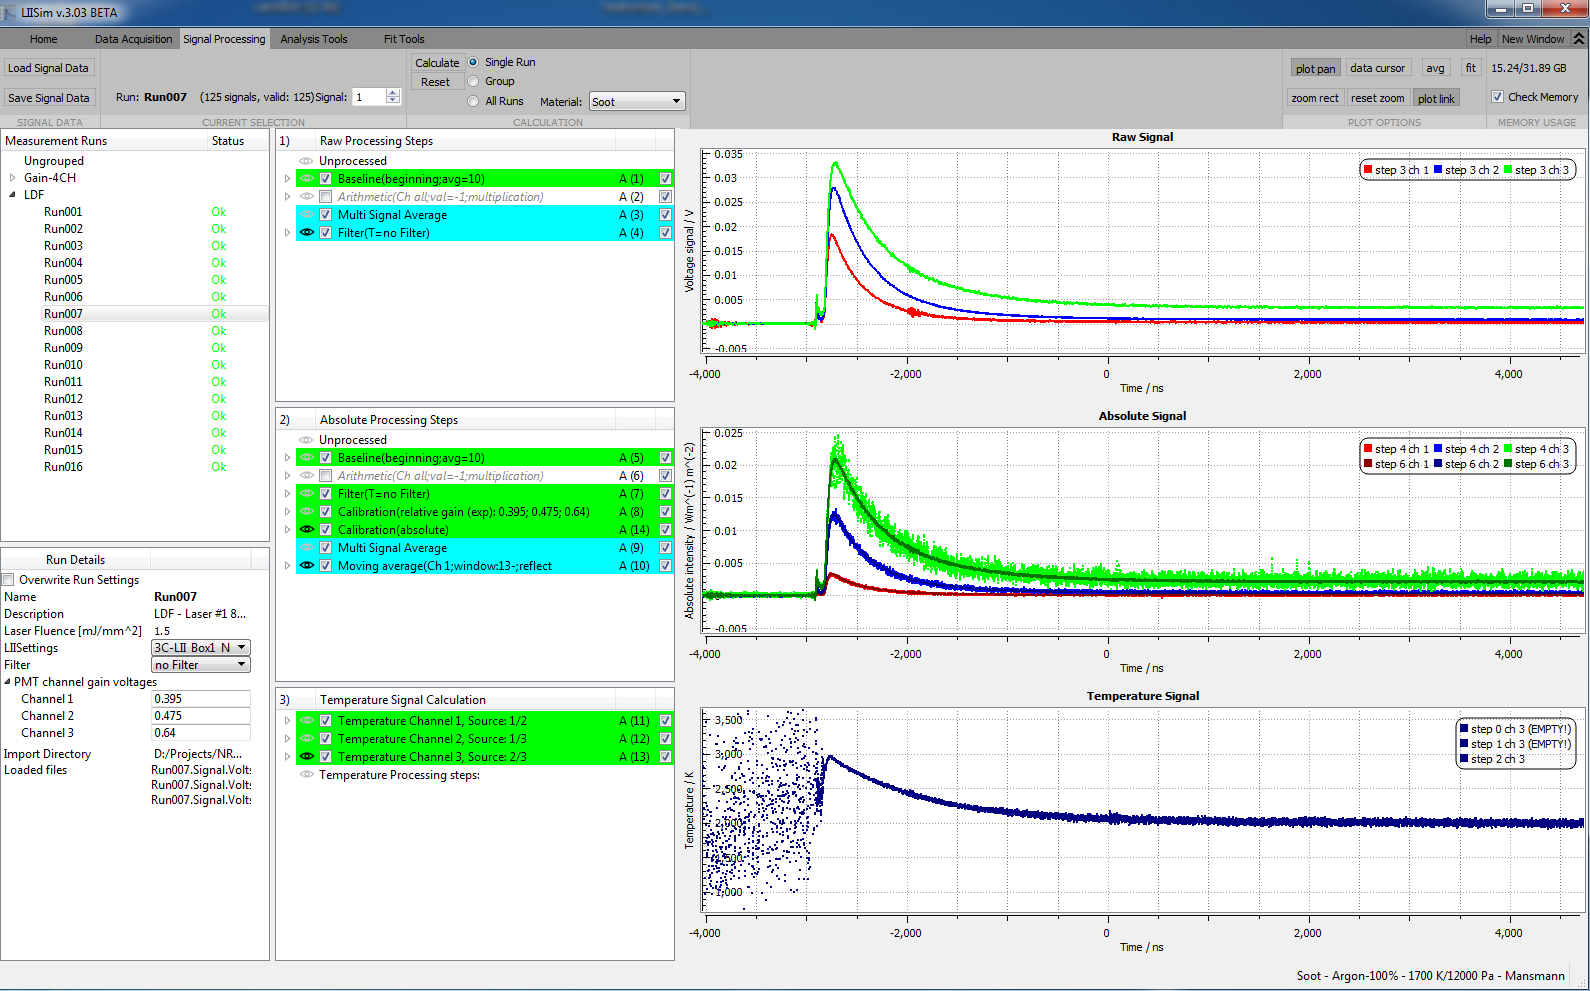 LIISim v.3.03 BETA
Home Data Acquisition Signal Processing Analysis Tools Fit Tools Help New Window
Load Signal Data
Save Signal Data
SIGNAL DATA
Run: Run007 (125 signals, valid: 125) Signal: 1
CURRENT SELECTION
Calculate Single Run
Reset Group
All Runs Material: Soot
CALCULATION
plot pan data cursor avg fit
zoom rect reset zoom plot link
PLOT OPTIONS
15.24/31.89 GB
Check Memory
MEMORY USAGE
Measurement Runs Status
Ungrouped
Gain-4CH
LDF
Run001 Ok
Run002 Ok
Run003 Ok
Run004 Ok
Run005 Ok
Run006 Ok
Run007 Ok
Run008 Ok
Run009 Ok
Run010 Ok
Run011 Ok
Run012 Ok
Run013 Ok
Run014 Ok
Run015 Ok
Run016 Ok
Run Details
Overwrite Run Settings
Name Run007
Description LDF - Laser #1 8...
Laser Fluence [mJ/mm^2] 1.5
LIISettings 3C-LII Box1 N
Filter no Filter
PMT channel gain voltages
Channel 1 0.395
Channel 2 0.475
Channel 3 0.64
Import Directory D:/Projects/NR...
Loaded files Run007.Signal.Volts
Run007.Signal.Volts
Run007.Signal.Volts
1) Raw Processing Steps
Unprocessed
Baseline(beginning;avg=10) A (1)
Arithmetic(Ch all;val=-1;multiplication) A (2)
Multi Signal Average A (3)
Filter(T=no Filter) A (4)
2) Absolute Processing Steps
Unprocessed
Baseline(beginning;avg=10) A (5)
Arithmetic(Ch all;val=-1;multiplication) A (6)
Filter(T=no Filter) A (7)
Calibration(relative gain (exp): 0.395; 0.475; 0.64) A (8)
Calibration(absolute) A (14)
Multi Signal Average A (9)
Moving average(Ch 1;window:13-;reflect A (10)
3) Temperature Signal Calculation
Temperature Channel 1, Source: 1/2 A (11)
Temperature Channel 2, Source: 1/3 A (12)
Temperature Channel 3, Source: 2/3 A (13)
Temperature Processing steps:
Raw Signal
Voltage signal / V
0.035
0.03
0.025
0.02
0.015
0.01
0.005
0
-0.005
step 3 ch 1 step 3 ch 2 step 3 ch 3
-4,000 -2,000 0 2,000 4,000
Time / ns
Absolute Signal
Absolute intensity / Wm^(-1) m^(-2)
0.025
0.02
0.015
0.01
0.005
0
-0.005
step 4 ch 1 step 4 ch 2 step 4 ch 3
step 6 ch 1 step 6 ch 2 step 6 ch 3
-4,000 -2,000 0 2,000 4,000
Time / ns
Temperature Signal
Temperature / K
3,500
3,000
2,500
2,000
1,500
1,000
step 0 ch 3 (EMPTY!)
step 1 ch 3 (EMPTY!)
step 2 ch 3
-4,000 -2,000 0 2,000 4,000
Time / ns
Soot - Argon-100% - 1700 K/12000 Pa - Mansmann